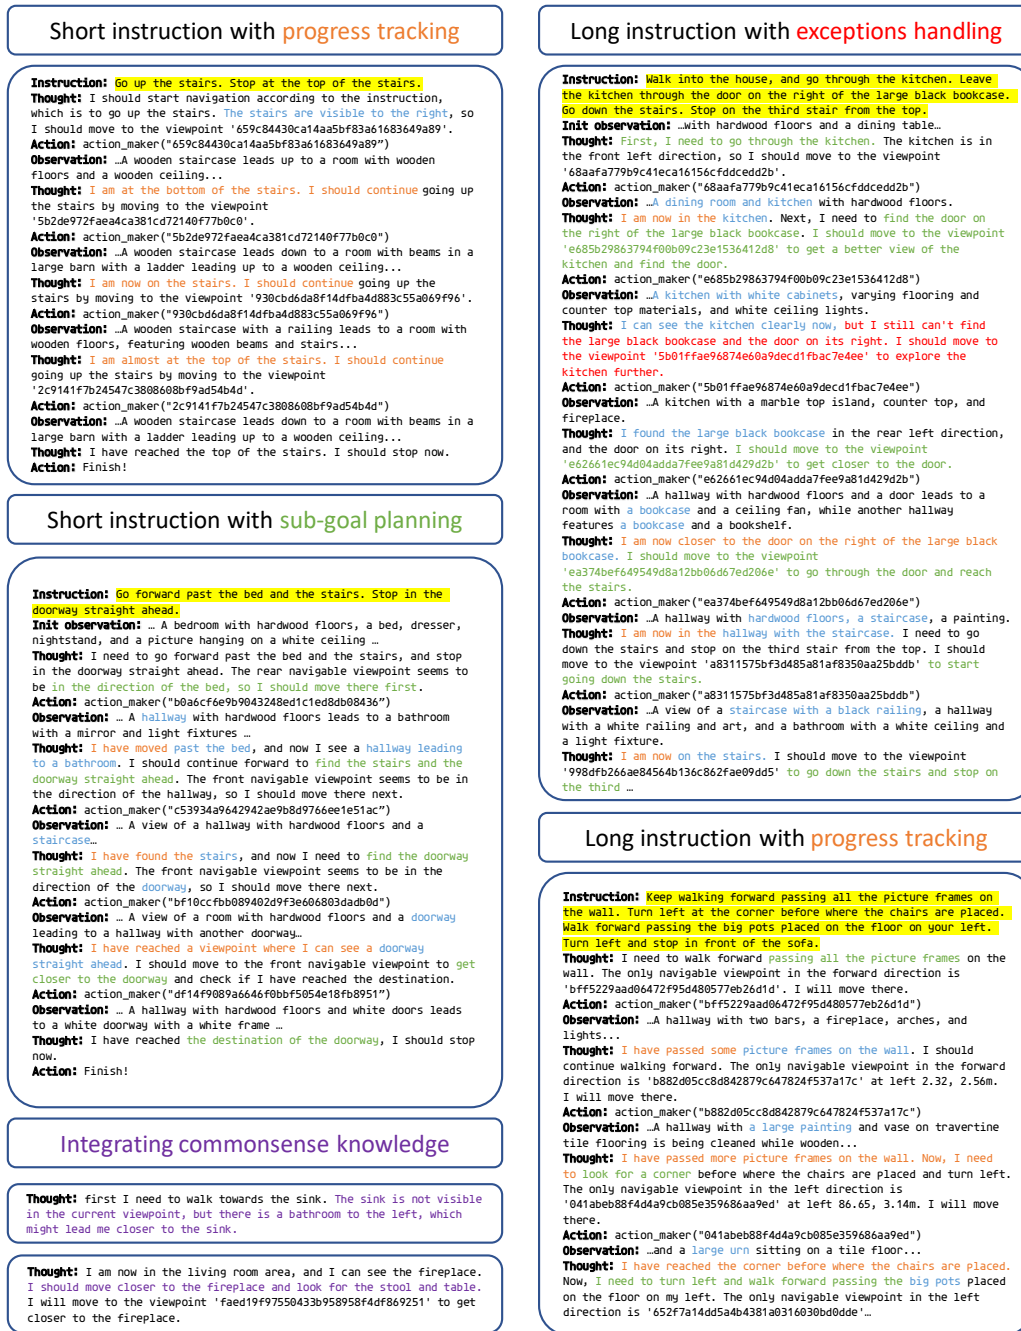 Short instruction with progress tracking
Instruction: Go up the stairs. Stop at the top of the stairs.
Thought: I should start navigation according to the instruction,
which is to go up the stairs. The stairs are visible to the right, so
I should move to the viewpoint '659c84430ca14aa5bf83a61683649a89'.
Action: action_maker("659c84430ca14aa5bf83a61683649a89")
Observation: …A wooden staircase leads up to a room with wooden
floors and a wooden ceiling...
Thought: I am at the bottom of the stairs. I should continue going up
the stairs by moving to the viewpoint
'5b2de972faea4ca381cd72140f77b0c0'.
Action: action_maker("5b2de972faea4ca381cd72140f77b0c0")
Observation: …A wooden staircase leads down to a room with beams in a
large barn with a ladder leading up to a wooden ceiling...
Thought: I am now on the stairs. I should continue going up the
stairs by moving to the viewpoint '930cbd6da8f14dfba4d883c55a069f96'.
Action: action_maker("930cbd6da8f14dfba4d883c55a069f96")
Observation: …A wooden staircase with a railing leads to a room with
wooden floors, featuring wooden beams and stairs...
Thought: I am almost at the top of the stairs. I should continue
going up the stairs by moving to the viewpoint
'2c9141f7b24547c3808608bf9ad54b4d'.
Action: action_maker("2c9141f7b24547c3808608bf9ad54b4d")
Observation: …A wooden staircase leads down to a room with beams in a
large barn with a ladder leading up to a wooden ceiling...
Thought: I have reached the top of the stairs. I should stop now.
Action: Finish!
Short instruction with sub-goal planning
Instruction: Go forward past the bed and the stairs. Stop in the
doorway straight ahead.
Init observation: … A bedroom with hardwood floors, a bed, dresser,
nightstand, and a picture hanging on a white ceiling …
Thought: I need to go forward past the bed and the stairs, and stop
in the doorway straight ahead. The rear navigable viewpoint seems to
be in the direction of the bed, so I should move there first.
Action: action_maker("b0a6cf6e9b9043248ed1c1ed8db08436")
Observation: … A hallway with hardwood floors leads to a bathroom
with a mirror and light fixtures …
Thought: I have moved past the bed, and now I see a hallway leading
to a bathroom. I should continue forward to find the stairs and the
doorway straight ahead. The front navigable viewpoint seems to be in
the direction of the hallway, so I should move there next.
Action: action_maker("c53934a9642942ae9b8d9766ee1e51ac")
Observation: … A view of a hallway with hardwood floors and a
staircase…
Thought: I have found the stairs, and now I need to find the doorway
straight ahead. The front navigable viewpoint seems to be in the
direction of the doorway, so I should move there next.
Action: action_maker("bf10ccfbb089402d9f3e606803dadb0d")
Observation: … A view of a room with hardwood floors and a doorway
leading to a hallway with another doorway…
Thought: I have reached a viewpoint where I can see a doorway
straight ahead. I should move to the front navigable viewpoint to get
closer to the doorway and check if I have reached the destination.
Action: action_maker("df14f9089a6646f0bbf5054e18fb8951")
Observation: … A hallway with hardwood floors and white doors leads
to a white doorway with a white frame …
Thought: I have reached the destination of the doorway, I should stop
now.
Action: Finish!
Integrating commonsense knowledge
Thought: first I need to walk towards the sink. The sink is not visible
in the current viewpoint, but there is a bathroom to the left, which
might lead me closer to the sink.
Thought: I am now in the living room area, and I can see the fireplace.
I should move closer to the fireplace and look for the stool and table.
I will move to the viewpoint 'faed19f97550433b958958f4df869251' to get
closer to the fireplace.
Long instruction with exceptions handling
Instruction: Walk into the house, and go through the kitchen. Leave
the kitchen through the door on the right of the large black bookcase.
Go down the stairs. Stop on the third stair from the top.
Init observation: …with hardwood floors and a dining table…
Thought: First, I need to go through the kitchen. The kitchen is in
the front left direction, so I should move to the viewpoint
'68aafa779b9c41eca16156cfddcedd2b'.
Action: action_maker("68aafa779b9c41eca16156cfddcedd2b")
Observation: …A dining room and kitchen with hardwood floors.
Thought: I am now in the kitchen. Next, I need to find the door on
the right of the large black bookcase. I should move to the viewpoint
'e685b29863794f00b09c23e1536412d8' to get a better view of the
kitchen and find the door.
Action: action_maker("e685b29863794f00b09c23e1536412d8")
Observation: …A kitchen with white cabinets, varying flooring and
counter top materials, and white ceiling lights.
Thought: I can see the kitchen clearly now, but I still can't find
the large black bookcase and the door on its right. I should move to
the viewpoint '5b01ffae96874e60a9decd1fbac7e4ee' to explore the
kitchen further.
Action: action_maker("5b01ffae96874e60a9decd1fbac7e4ee")
Observation: …A kitchen with a marble top island, counter top, and
fireplace.
Thought: I found the large black bookcase in the rear left direction,
and the door on its right. I should move to the viewpoint
'e62661ec94d04adda7fee9a81d429d2b' to get closer to the door.
Action: action_maker("e62661ec94d04adda7fee9a81d429d2b")
Observation: …A hallway with hardwood floors and a door leads to a
room with a bookcase and a ceiling fan, while another hallway
features a bookcase and a bookshelf.
Thought: I am now closer to the door on the right of the large black
bookcase. I should move to the viewpoint
'ea374bef649549d8a12bb06d67ed206e' to go through the door and reach
the stairs.
Action: action_maker("ea374bef649549d8a12bb06d67ed206e")
Observation: …A hallway with hardwood floors, a staircase, a painting.
Thought: I am now in the hallway with the staircase. I need to go
down the stairs and stop on the third stair from the top. I should
move to the viewpoint 'a8311575bf3d485a81af8350aa25bddb' to start
going down the stairs.
Action: action_maker("a8311575bf3d485a81af8350aa25bddb")
Observation: …A view of a staircase with a black railing, a hallway
with a white railing and art, and a bathroom with a white ceiling and
a light fixture.
Thought: I am now on the stairs. I should move to the viewpoint
'998dfb266ae84564b136c862fae09dd5' to go down the stairs and stop on
the third …
Long instruction with progress tracking
Instruction: Keep walking forward passing all the picture frames on
the wall. Turn left at the corner before where the chairs are placed.
Walk forward passing the big pots placed on the floor on your left.
Turn left and stop in front of the sofa.
Thought: I need to walk forward passing all the picture frames on the
wall. The only navigable viewpoint in the forward direction is
'bff5229aad06472f95d480577eb26d1d'. I will move there.
Action: action_maker("bff5229aad06472f95d480577eb26d1d")
Observation: …A hallway with two bars, a fireplace, arches, and
lights...
Thought: I have passed some picture frames on the wall. I should
continue walking forward. The only navigable viewpoint in the forward
direction is 'b882d05cc8d842879c647824f537a17c' at left 2.32, 2.56m.
I will move there.
Action: action_maker("b882d05cc8d842879c647824f537a17c")
Observation: …A hallway with a large painting and vase on travertine
tile flooring is being cleaned while wooden...
Thought: I have passed more picture frames on the wall. Now, I need
to look for a corner before where the chairs are placed and turn left.
The only navigable viewpoint in the left direction is
'041abeb88f4d4a9cb085e359686aa9ed' at left 86.65, 3.14m. I will move
there.
Action: action_maker("041abeb88f4d4a9cb085e359686aa9ed")
Observation: …and a large urn sitting on a tile floor...
Thought: I have reached the corner before where the chairs are placed.
Now, I need to turn left and walk forward passing the big pots placed
on the floor on my left. The only navigable viewpoint in the left
direction is '652f7a14dd5a4b4381a0316030bd0dde'…